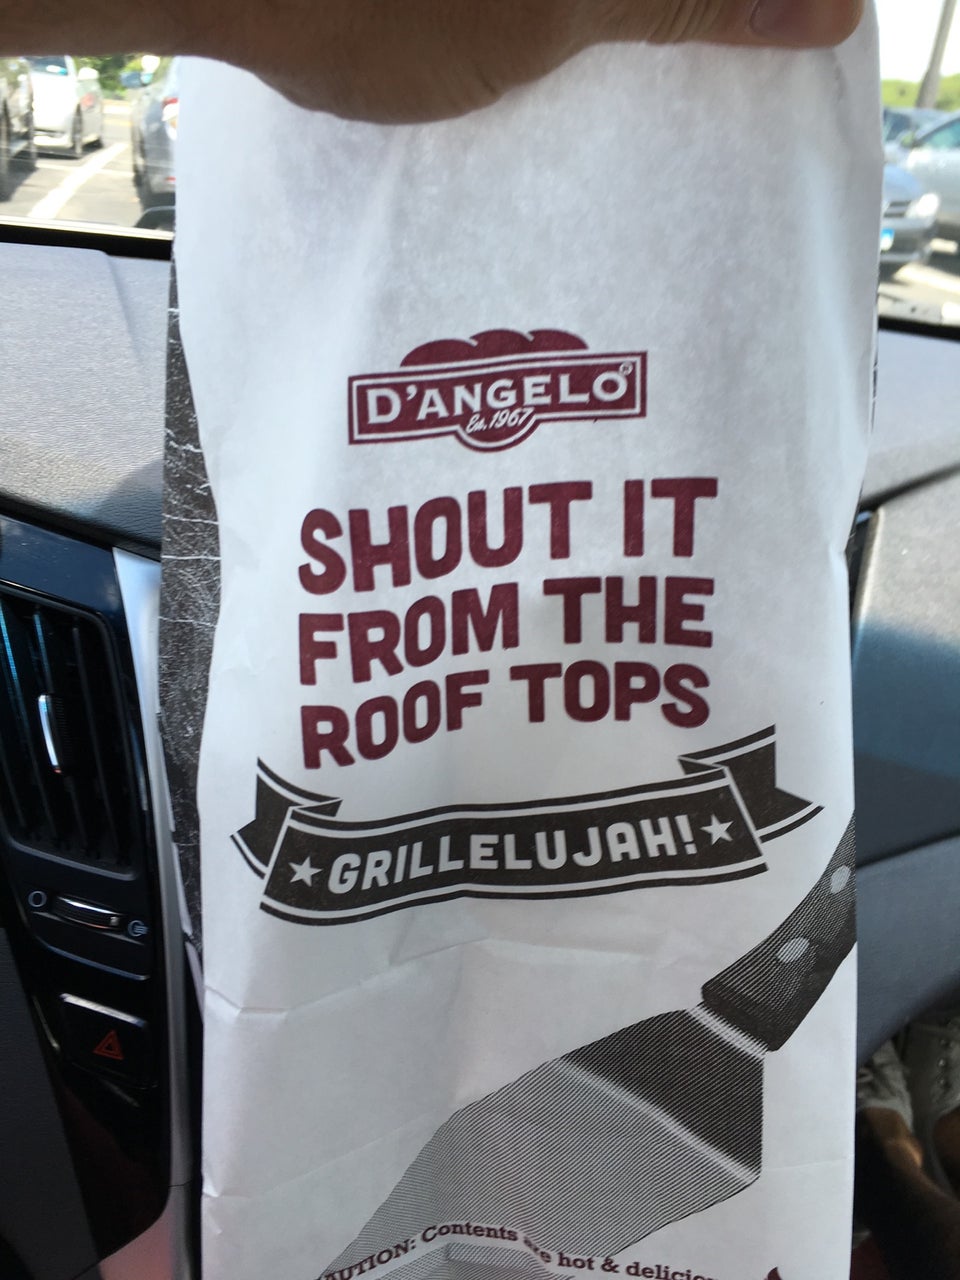 D'ANGELO®
Est. 1967
SHOUT IT
FROM THE
ROOF TOPS
★GRILLELUJAH!★
Contents
hot &